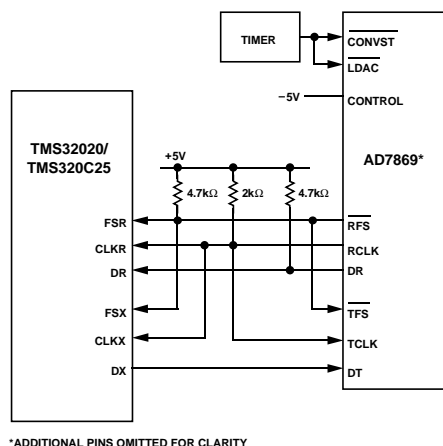 TIMER
CONVST
LDAC
−5V
CONTROL
TMS32020/
TMS320C25
+5V
AD7869*
4.7kΩ
2kΩ
4.7kΩ
FSR
RFS
CLKR
RCLK
DR
DR
FSX
TFS
CLKX
TCLK
DX
DT
*ADDITIONAL PINS OMITTED FOR CLARITY